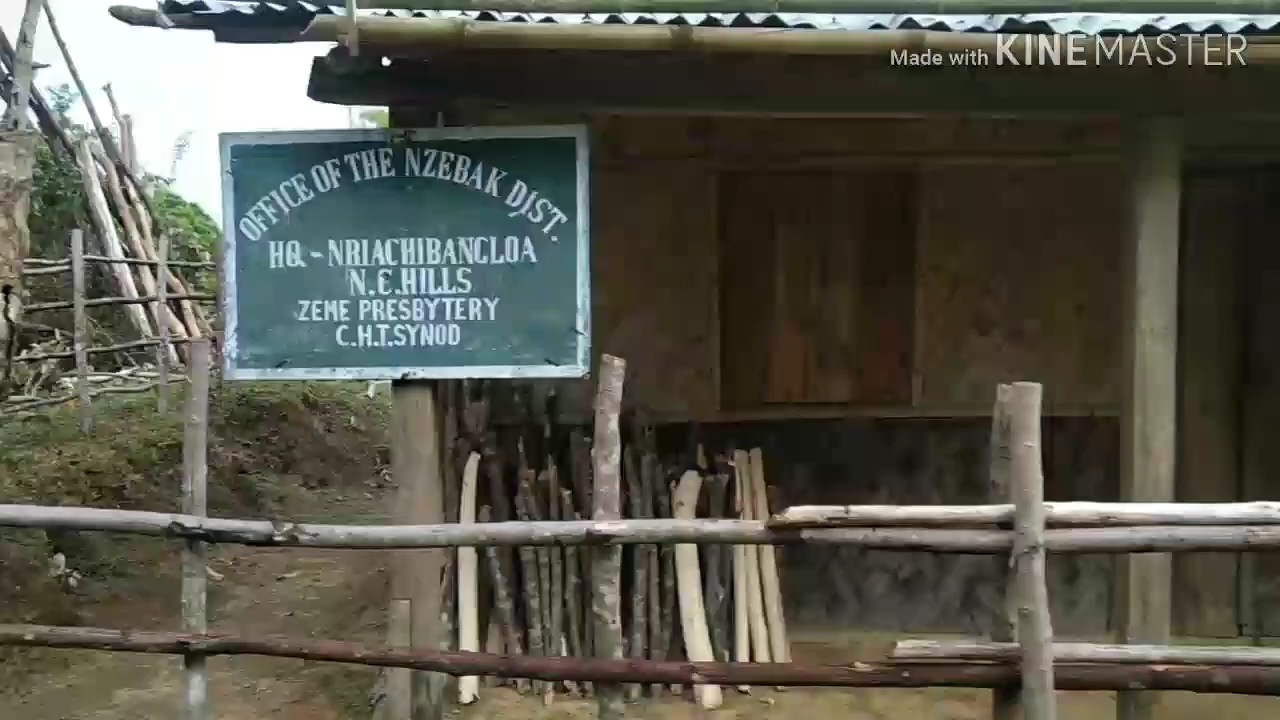 Made with KINEMASTER
OFFICE OF THE NZEBAK DIST.
HQ - NRIACHIBANGLOA
N.C.HILLS
ZEME PRESBYTERY
C.H.T.SYNOD